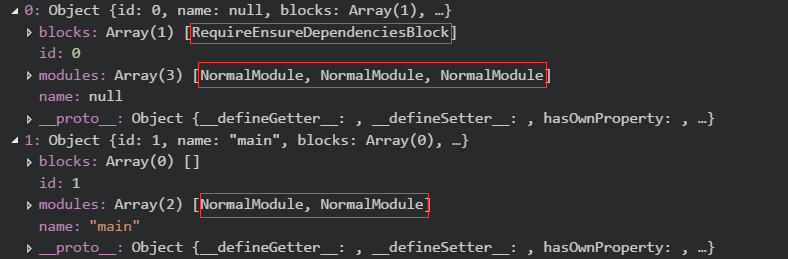 0: Object {id: 0, name: null, blocks: Array(1), …}
blocks: Array(1) [RequireEnsureDependenciesBlock]
id: 0
modules: Array(3) [NormalModule, NormalModule, NormalModule]
name: null
__proto__: Object {__defineGetter__: , __defineSetter__: , hasOwnProperty: , …}
1: Object {id: 1, name: "main", blocks: Array(0), …}
blocks: Array(0) []
id: 1
modules: Array(2) [NormalModule, NormalModule]
name: "main"
__proto__: Object {__defineGetter__: , __defineSetter__: , hasOwnProperty: , …}